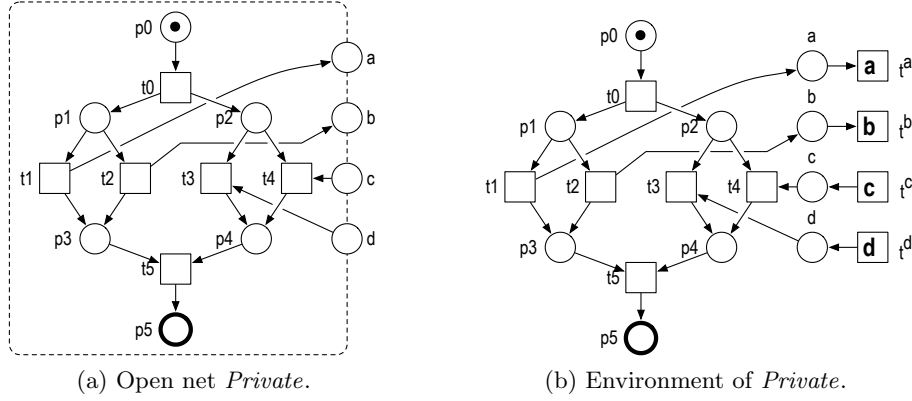 p0
a
t0
b
p1
p2
t1
t2
t3
t4
c
p3
p4
d
t5
p5
(a) Open net Private.
p0
a
a
t^a
t0
b
p1
p2
b
t^b
c
t1
t2
t3
t4
c
t^c
d
p3
p4
d
t^d
t5
p5
(b) Environment of Private.